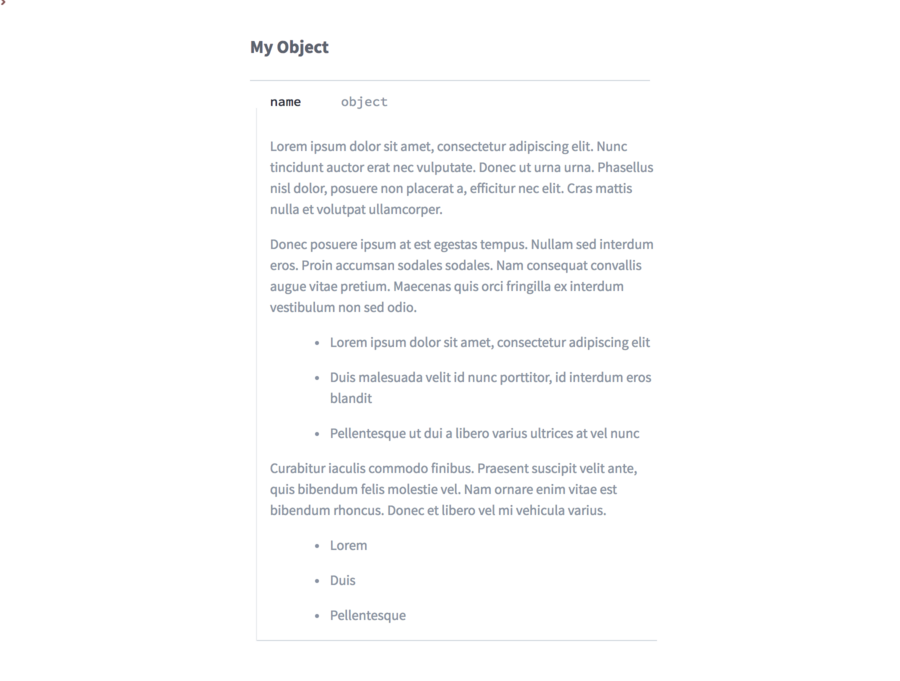 My Object
name object
Lorem ipsum dolor sit amet, consectetur adipiscing elit. Nunc
tincidunt auctor erat nec vulputate. Donec ut urna urna. Phasellus
nisl dolor, posuere non placerat a, efficitur nec elit. Cras mattis
nulla et volutpat ullamcorper.
Donec posuere ipsum at est egestas tempus. Nullam sed interdum
eros. Proin accumsan sodales sodales. Nam consequat convallis
augue vitae pretium. Maecenas quis orci fringilla ex interdum
vestibulum non sed odio.
• Lorem ipsum dolor sit amet, consectetur adipiscing elit
• Duis malesuada velit id nunc porttitor, id interdum eros
blandit
• Pellentesque ut dui a libero varius ultrices at vel nunc
Curabitur iaculis commodo finibus. Praesent suscipit velit ante,
quis bibendum felis molestie vel. Nam ornare enim vitae est
bibendum rhoncus. Donec et libero vel mi vehicula varius.
• Lorem
• Duis
• Pellentesque